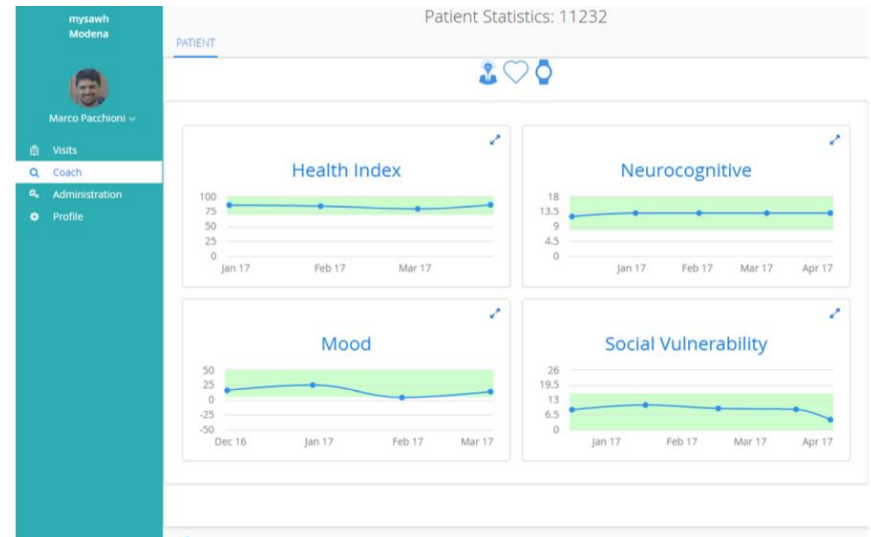 mysawh
Modena
Marco Pacchioni
Visits
Coach
Administration
Profile
Patient Statistics: 11232
PATIENT
Health Index
100
75
50
25
0
Jan 17 Feb 17 Mar 17
Neurocognitive
18
13.5
9
4.5
0
Jan 17 Feb 17 Mar 17 Apr 17
Mood
50
25
0
-25
-50
Dec 16 Jan 17 Feb 17 Mar 17
Social Vulnerability
26
19.5
13
6.5
0
Jan 17 Feb 17 Mar 17 Apr 17